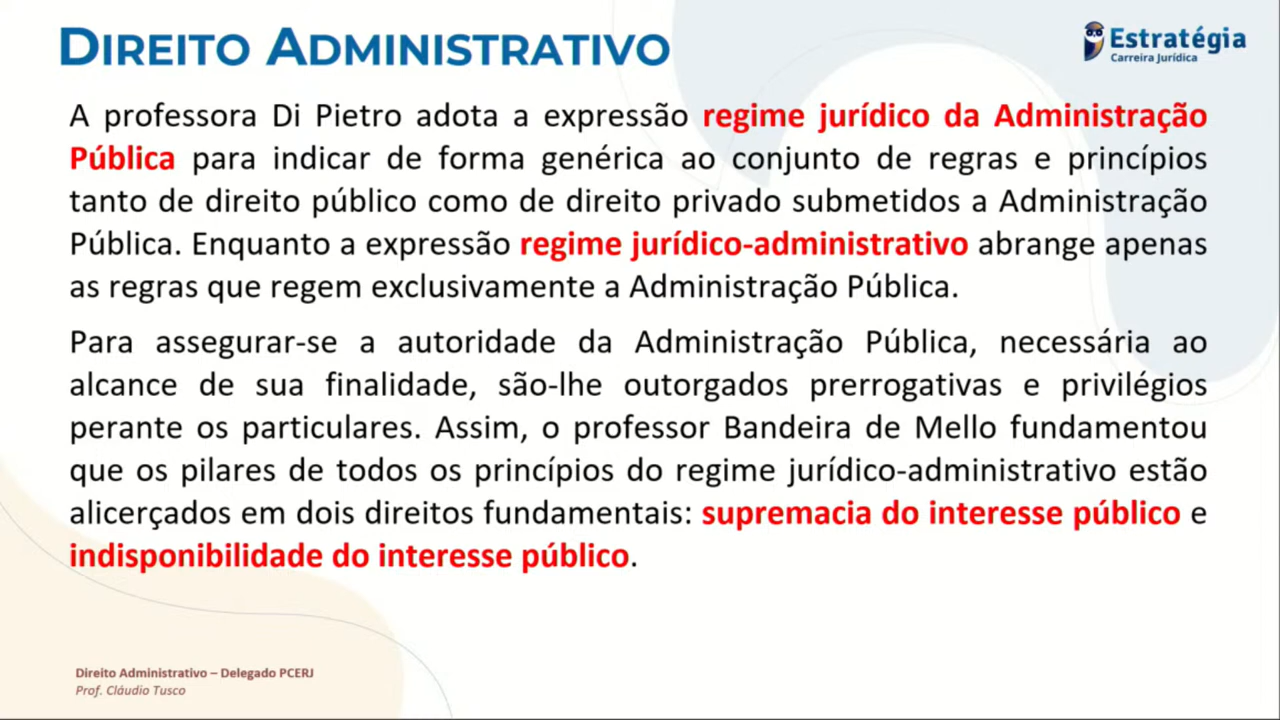 DIREITO ADMINISTRATIVO
Estratégia
Carreira Jurídica
A professora Di Pietro adota a expressão regime jurídico da Administração
Pública para indicar de forma genérica ao conjunto de regras e princípios
tanto de direito público como de direito privado submetidos a Administração
Pública. Enquanto a expressão regime jurídico-administrativo abrange apenas
as regras que regem exclusivamente a Administração Pública.
Para assegurar-se a autoridade da Administração Pública, necessária ao
alcance de sua finalidade, são-lhe outorgados prerrogativas e privilégios
perante os particulares. Assim, o professor Bandeira de Mello fundamentou
que os pilares de todos os princípios do regime jurídico-administrativo estão
alicerçados em dois direitos fundamentais: supremacia do interesse público e
indisponibilidade do interesse público.
Direito Administrativo – Delegado PCERJ
Prof. Cláudio Tusco